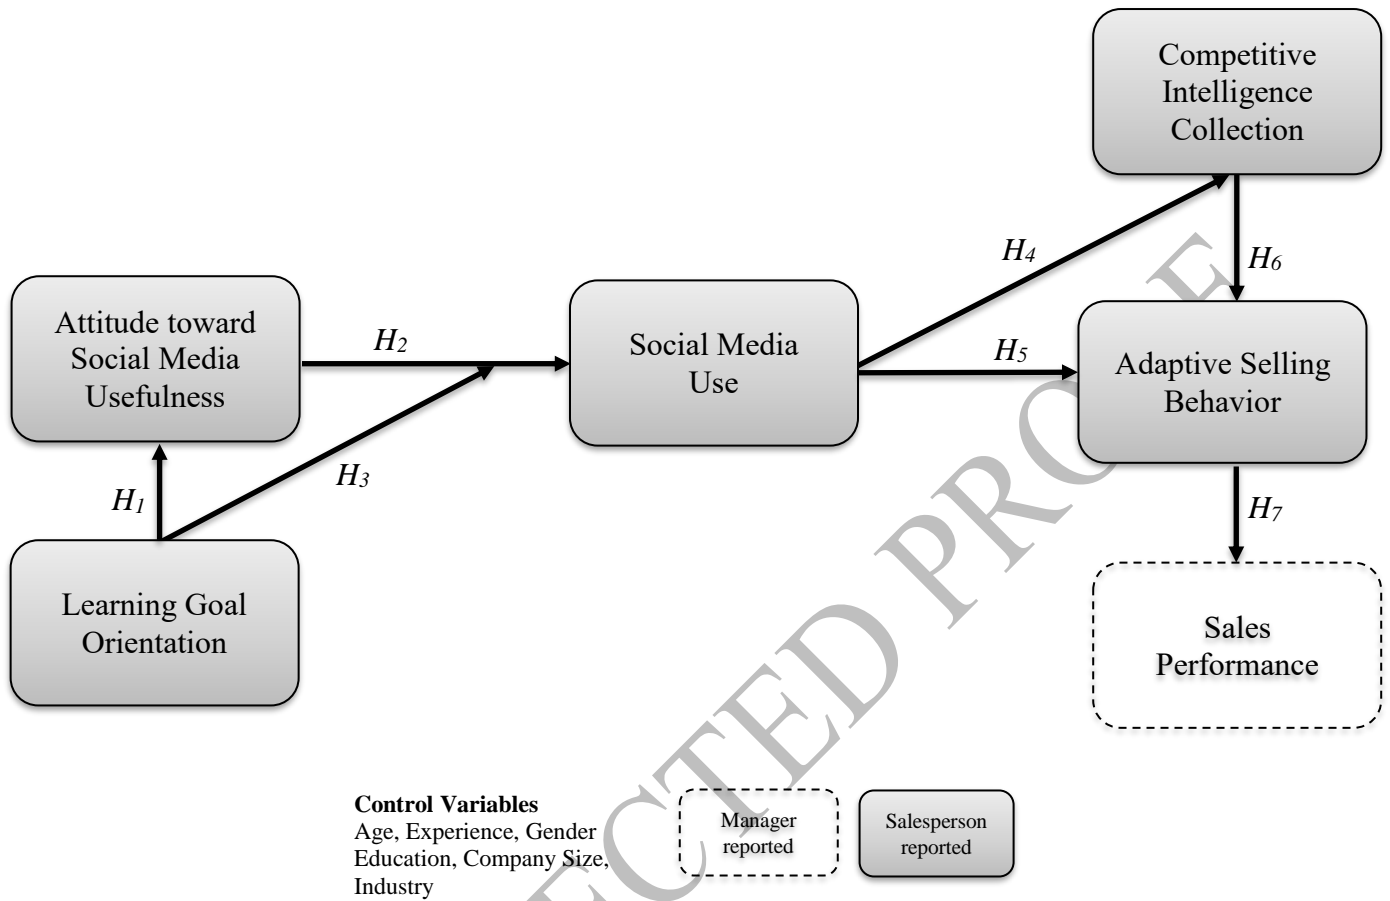 Competitive
Intelligence
Collection
H4
H6
Attitude toward
Social Media
Usefulness
H2
Social Media
Use
H5
Adaptive Selling
Behavior
H3
H1
H7
Learning Goal
Orientation
Sales
Performance
Control Variables
Age, Experience, Gender
Education, Company Size,
Industry
Manager
reported
Salesperson
reported